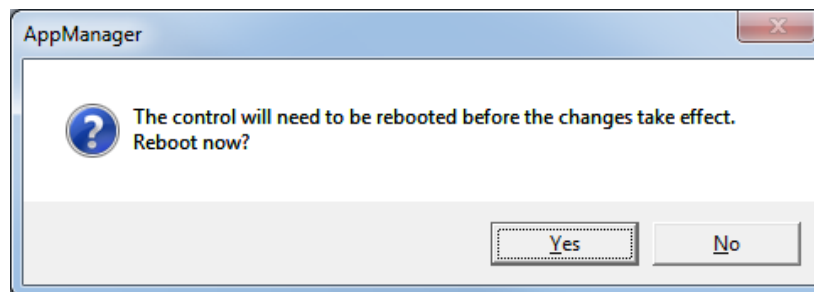 AppManager
The control will need to be rebooted before the changes take effect.
Reboot now?
Yes
No